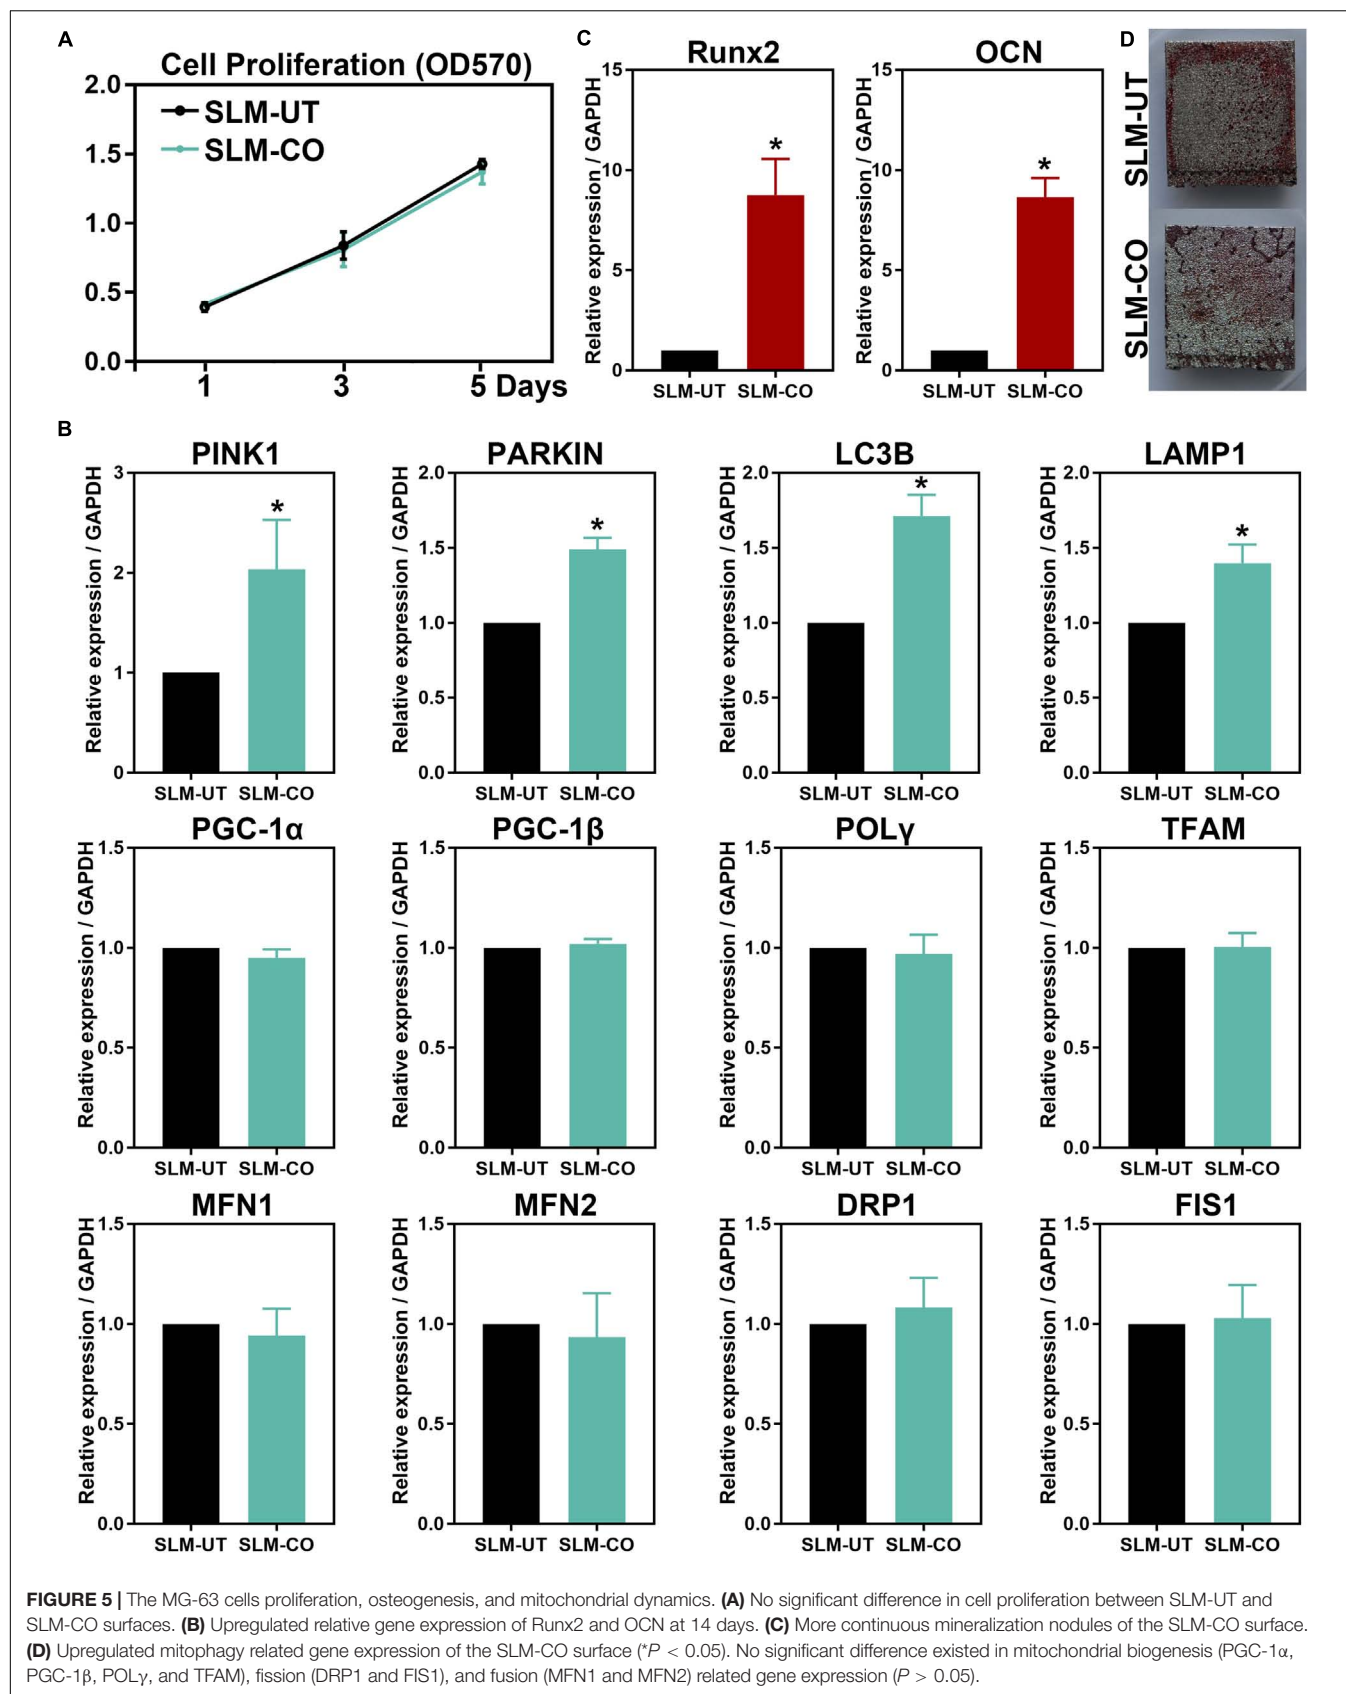 A
Cell Proliferation (OD570)
2.0
1.5
1.0
0.5
0.0
SLM-UT
SLM-CO
1 3 5 Days
C
Runx2
Relative expression / GAPDH
15
10
5
0
*
SLM-UT SLM-CO
OCN
Relative expression / GAPDH
15
10
5
0
*
SLM-UT SLM-CO
D
SLM-UT
SLM-CO
B
PINK1
Relative expression / GAPDH
3
2
1
0
*
SLM-UT SLM-CO
PARKIN
Relative expression / GAPDH
2.0
1.5
1.0
0.5
0.0
*
SLM-UT SLM-CO
LC3B
Relative expression / GAPDH
2.0
1.5
1.0
0.5
0.0
*
SLM-UT SLM-CO
LAMP1
Relative expression / GAPDH
2.0
1.5
1.0
0.5
0.0
*
SLM-UT SLM-CO
PGC-1α
Relative expression / GAPDH
1.5
1.0
0.5
0.0
SLM-UT SLM-CO
PGC-1β
Relative expression / GAPDH
1.5
1.0
0.5
0.0
SLM-UT SLM-CO
POLγ
Relative expression / GAPDH
1.5
1.0
0.5
0.0
SLM-UT SLM-CO
TFAM
Relative expression / GAPDH
1.5
1.0
0.5
0.0
SLM-UT SLM-CO
MFN1
Relative expression / GAPDH
1.5
1.0
0.5
0.0
SLM-UT SLM-CO
MFN2
Relative expression / GAPDH
1.5
1.0
0.5
0.0
SLM-UT SLM-CO
DRP1
Relative expression / GAPDH
1.5
1.0
0.5
0.0
SLM-UT SLM-CO
FIS1
Relative expression / GAPDH
1.5
1.0
0.5
0.0
SLM-UT SLM-CO
FIGURE 5 | The MG-63 cells proliferation, osteogenesis, and mitochondrial dynamics. (A) No significant difference in cell proliferation between SLM-UT and
SLM-CO surfaces. (B) Upregulated relative gene expression of Runx2 and OCN at 14 days. (C) More continuous mineralization nodules of the SLM-CO surface.
(D) Upregulated mitophagy related gene expression of the SLM-CO surface (*P < 0.05). No significant difference existed in mitochondrial biogenesis (PGC-1α,
PGC-1β, POLγ, and TFAM), fission (DRP1 and FIS1), and fusion (MFN1 and MFN2) related gene expression (P > 0.05).